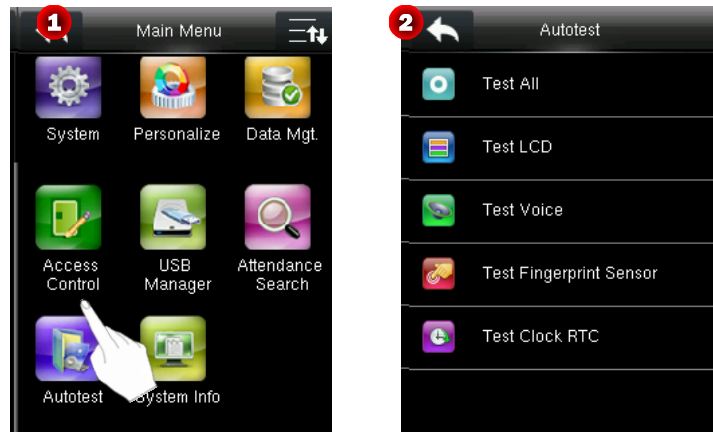 1
Main Menu
System
Personalize
Data Mgt.
Access
Control
USB
Manager
Attendance
Search
Autotest
System Info
2
Autotest
Test All
Test LCD
Test Voice
Test Fingerprint Sensor
Test Clock RTC